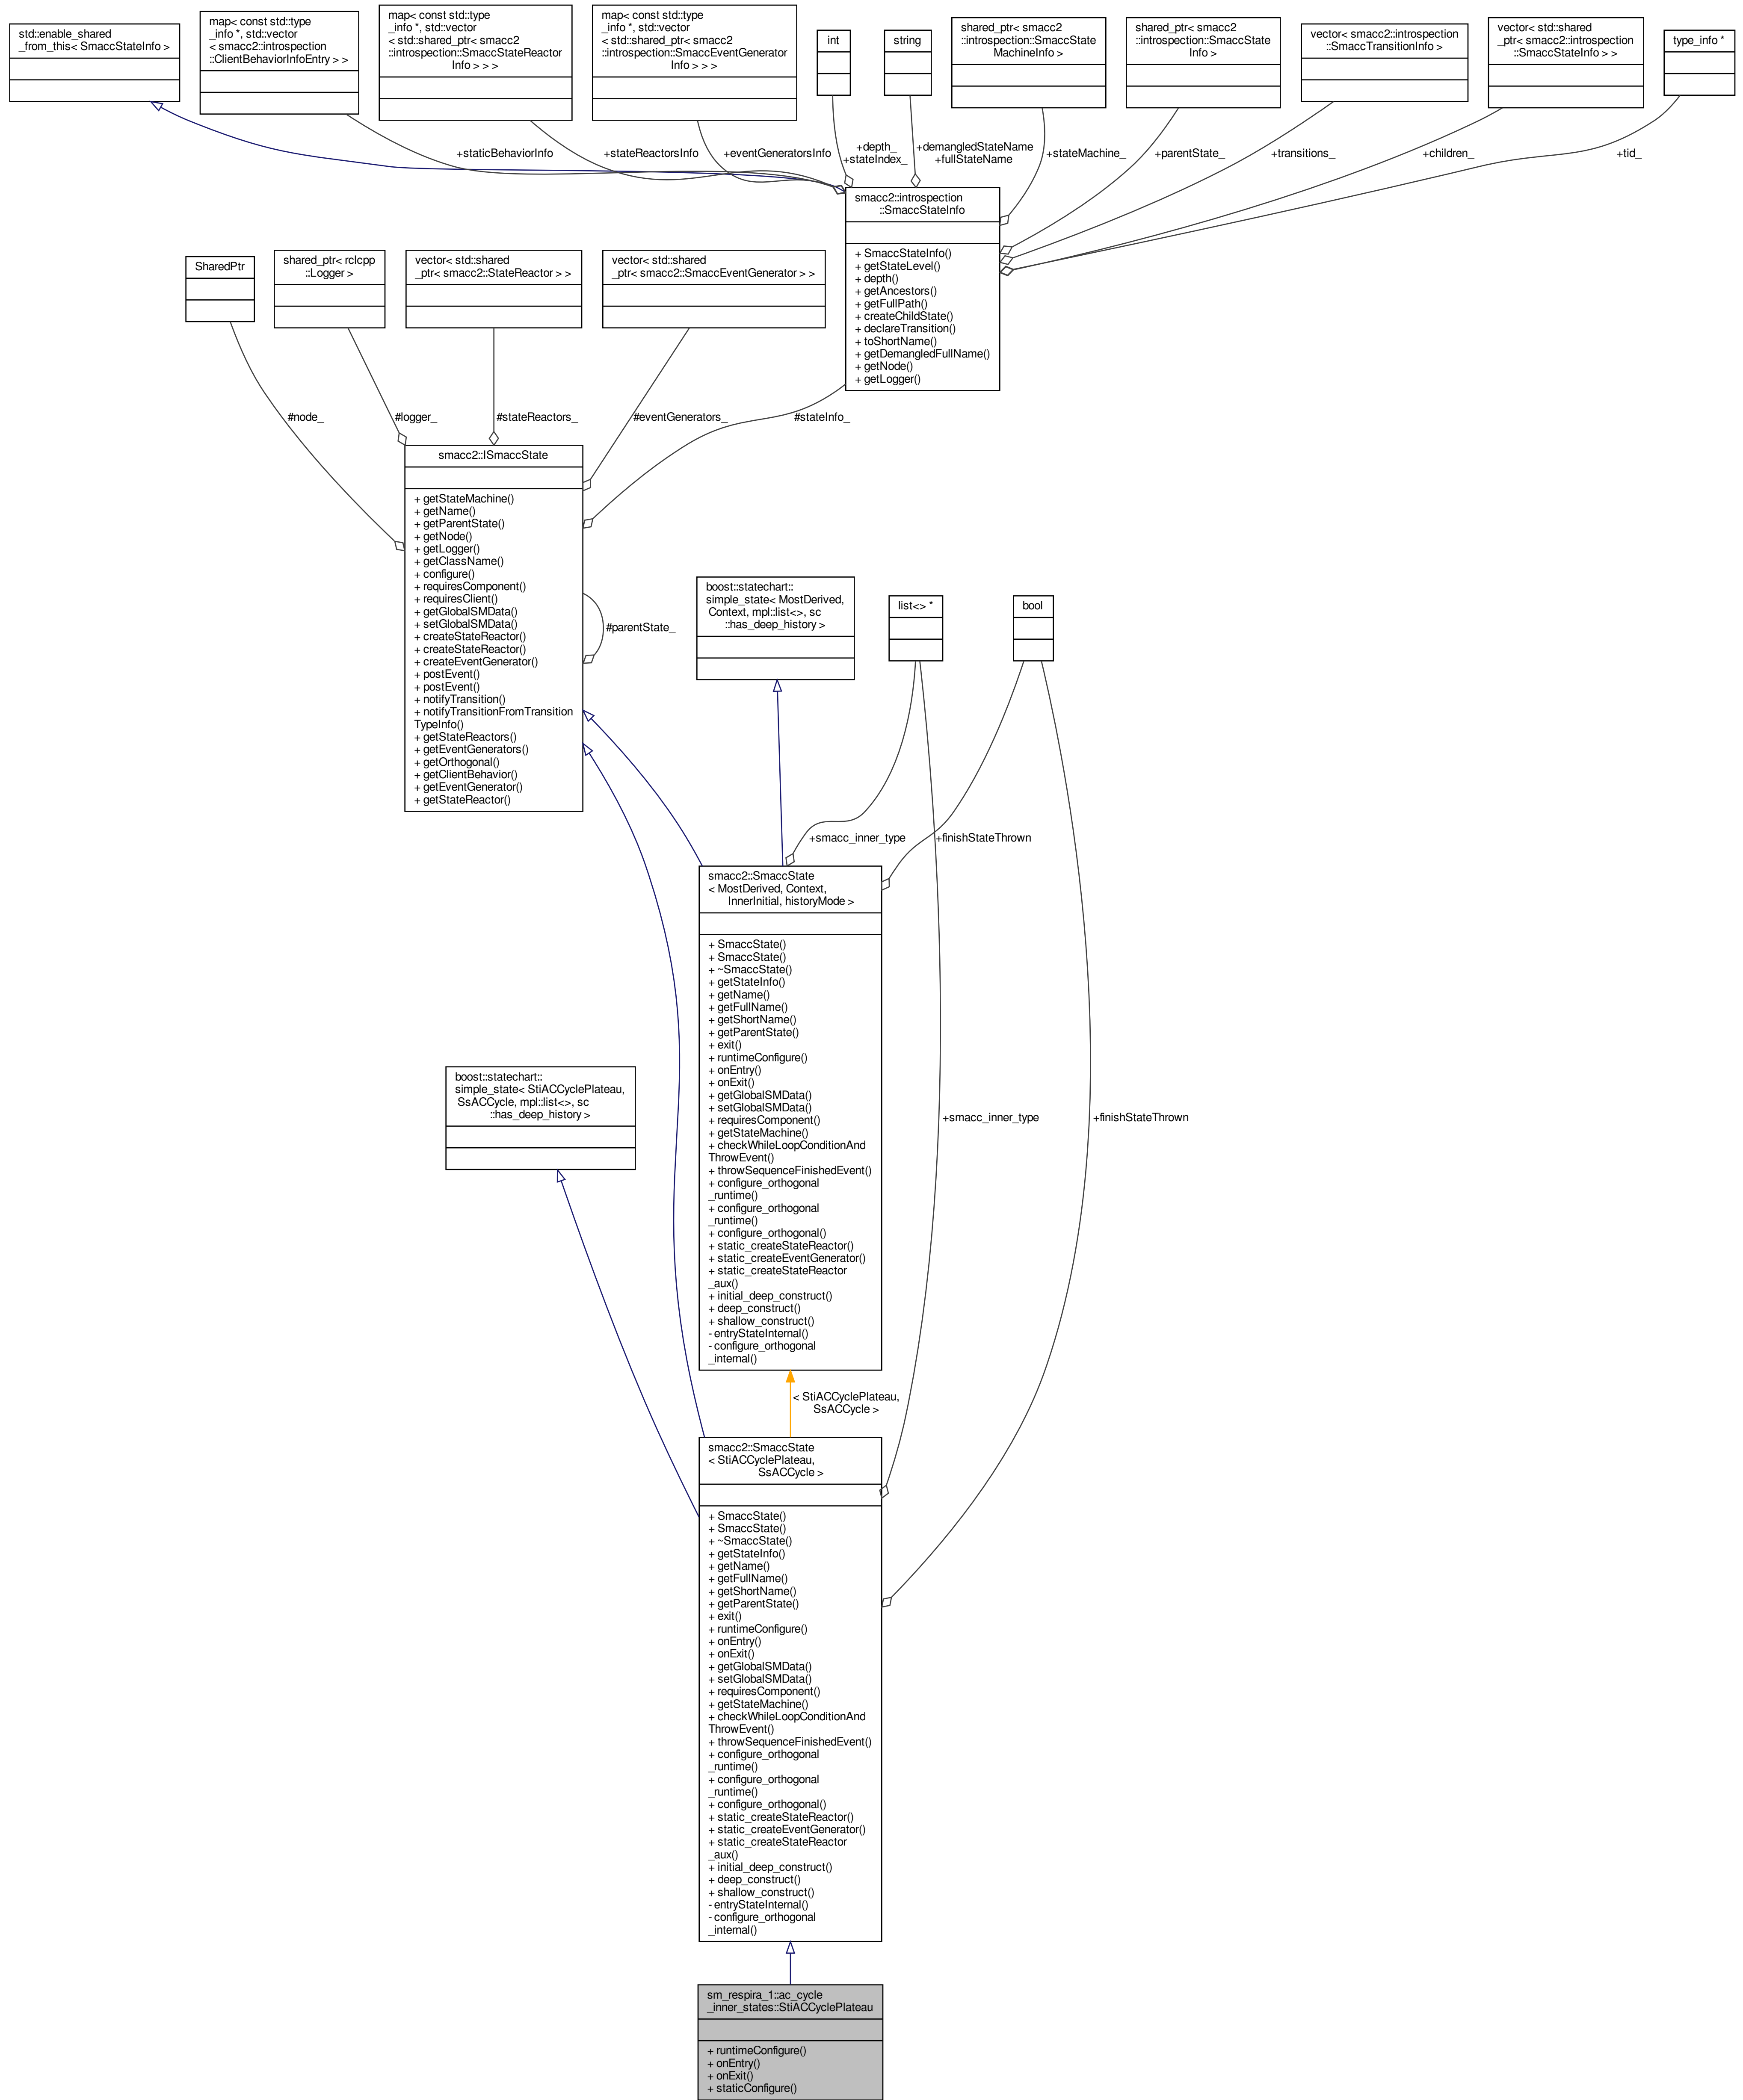 std::enable_shared
_from_this< SmaccStateInfo >
map< const std::type
_info *, std::vector
< smacc2::introspection
::ClientBehaviorInfoEntry > >
map< const std::type
_info *, std::vector
< std::shared_ptr< smacc2
::introspection::SmaccStateReactor
Info > > >
map< const std::type
_info *, std::vector
< std::shared_ptr< smacc2
::introspection::SmaccEventGenerator
Info > > >
int
string
shared_ptr< smacc2
::introspection::SmaccState
MachineInfo >
shared_ptr< smacc2
::introspection::SmaccState
Info >
vector< smacc2::introspection
::SmaccTransitionInfo >
vector< std::shared
_ptr< smacc2::introspection
::SmaccStateInfo > >
type_info *
+staticBehaviorInfo
+stateReactorsInfo
+eventGeneratorsInfo
+depth_
+stateIndex_
+demangledStateName
+fullStateName
+stateMachine_
+parentState_
+transitions_
+children_
+tid_
smacc2::introspection
::SmaccStateInfo
+ SmaccStateInfo()
+ getStateLevel()
+ depth()
+ getAncestors()
+ getFullPath()
+ createChildState()
+ declareTransition()
+ toShortName()
+ getDemangledFullName()
+ getNode()
+ getLogger()
SharedPtr
shared_ptr< rclcpp
::Logger >
vector< std::shared
_ptr< smacc2::StateReactor > >
vector< std::shared
_ptr< smacc2::SmaccEventGenerator > >
#node_
#logger_
#stateReactors_
#eventGenerators_
#stateInfo_
smacc2::ISmaccState
+ getStateMachine()
+ getName()
+ getParentState()
+ getNode()
+ getLogger()
+ getClassName()
+ configure()
+ requiresComponent()
+ requiresClient()
+ getGlobalSMData()
+ setGlobalSMData()
+ createStateReactor()
+ createStateReactor()
+ createEventGenerator()
+ postEvent()
+ postEvent()
+ notifyTransition()
+ notifyTransitionFromTransition
TypeInfo()
+ getStateReactors()
+ getEventGenerators()
+ getOrthogonal()
+ getClientBehavior()
+ getEventGenerator()
+ getStateReactor()
#parentState_
boost::statechart::
simple_state< MostDerived,
Context, mpl::list<>, sc
::has_deep_history >
list<> *
bool
+smacc_inner_type
+finishStateThrown
smacc2::SmaccState
< MostDerived, Context,
InnerInitial, historyMode >
+ SmaccState()
+ SmaccState()
+ ~SmaccState()
+ getStateInfo()
+ getName()
+ getFullName()
+ getShortName()
+ getParentState()
+ exit()
+ runtimeConfigure()
+ onEntry()
+ onExit()
+ getGlobalSMData()
+ setGlobalSMData()
+ requiresComponent()
+ getStateMachine()
+ checkWhileLoopConditionAnd
ThrowEvent()
+ throwSequenceFinishedEvent()
+ configure_orthogonal
_runtime()
+ configure_orthogonal
_runtime()
+ configure_orthogonal()
+ static_createStateReactor()
+ static_createEventGenerator()
+ static_createStateReactor
_aux()
+ initial_deep_construct()
+ deep_construct()
+ shallow_construct()
- entryStateInternal()
- configure_orthogonal
_internal()
boost::statechart::
simple_state< StiACCyclePlateau,
SsACCycle, mpl::list<>, sc
::has_deep_history >
+smacc_inner_type
+finishStateThrown
< StiACCyclePlateau,
SsACCycle >
smacc2::SmaccState
< StiACCyclePlateau,
SsACCycle >
+ SmaccState()
+ SmaccState()
+ ~SmaccState()
+ getStateInfo()
+ getName()
+ getFullName()
+ getShortName()
+ getParentState()
+ exit()
+ runtimeConfigure()
+ onEntry()
+ onExit()
+ getGlobalSMData()
+ setGlobalSMData()
+ requiresComponent()
+ getStateMachine()
+ checkWhileLoopConditionAnd
ThrowEvent()
+ throwSequenceFinishedEvent()
+ configure_orthogonal
_runtime()
+ configure_orthogonal
_runtime()
+ configure_orthogonal()
+ static_createStateReactor()
+ static_createEventGenerator()
+ static_createStateReactor
_aux()
+ initial_deep_construct()
+ deep_construct()
+ shallow_construct()
- entryStateInternal()
- configure_orthogonal
_internal()
sm_respira_1::ac_cycle
_inner_states::StiACCyclePlateau
+ runtimeConfigure()
+ onEntry()
+ onExit()
+ staticConfigure()